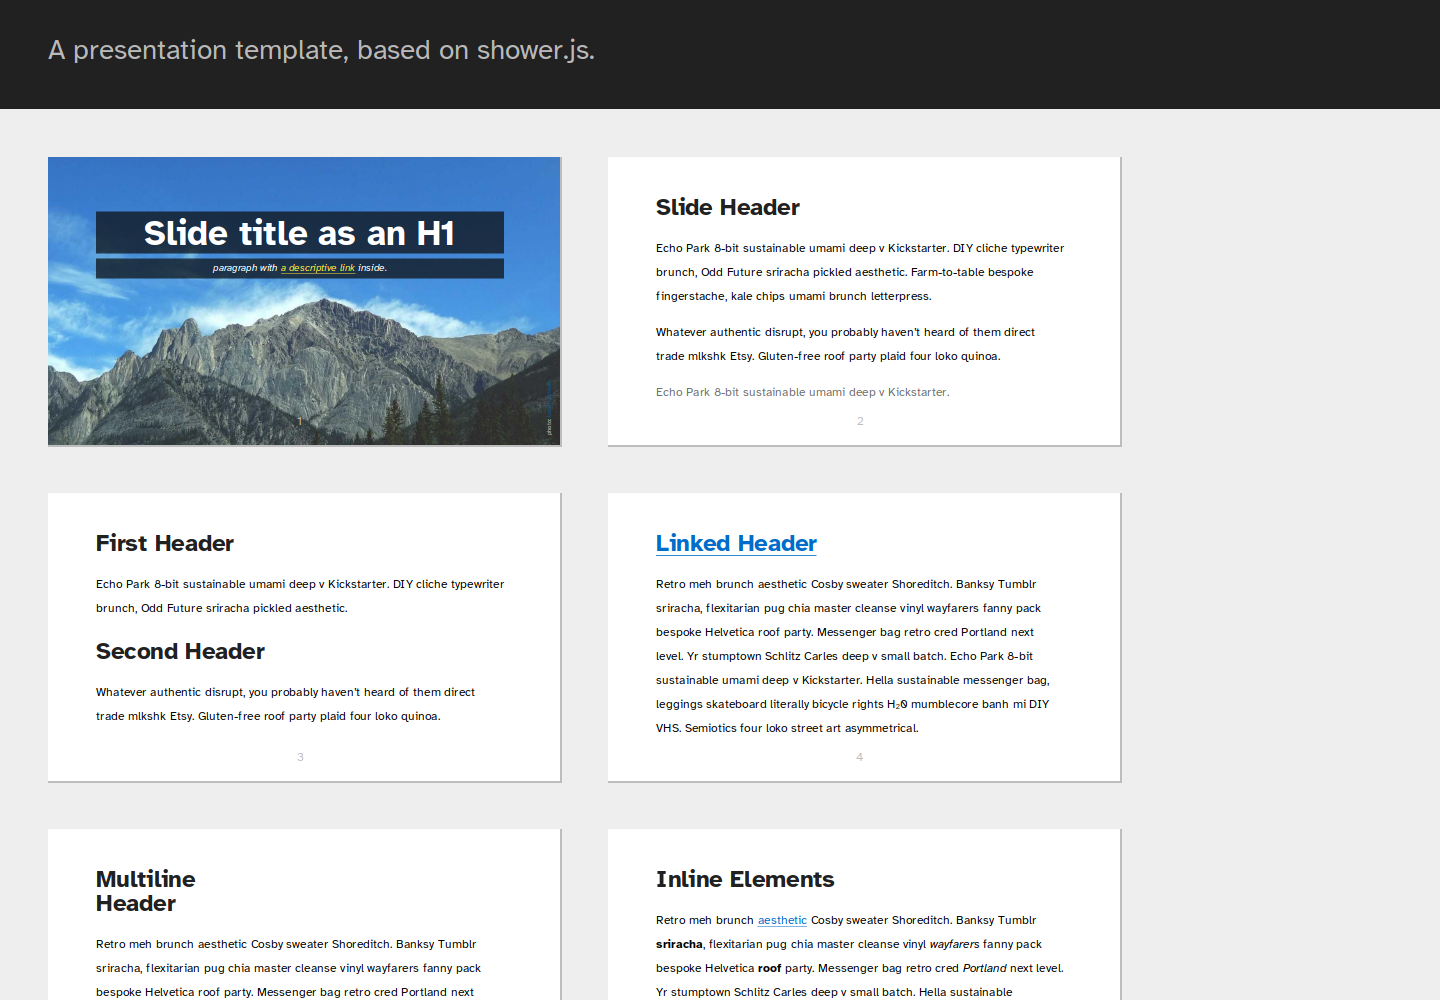 A presentation template, based on shower.js.
Slide title as an H1
paragraph with a descriptive link inside.
1
photo:
Slide Header
Echo Park 8-bit sustainable umami deep v Kickstarter. DIY cliche typewriter
brunch, Odd Future sriracha pickled aesthetic. Farm-to-table bespoke
fingerstache, kale chips umami brunch letterpress.
Whatever authentic disrupt, you probably haven't heard of them direct
trade mlkshk Etsy. Gluten-free roof party plaid four loko quinoa.
Echo Park 8-bit sustainable umami deep v Kickstarter.
2
First Header
Echo Park 8-bit sustainable umami deep v Kickstarter. DIY cliche typewriter
brunch, Odd Future sriracha pickled aesthetic.
Second Header
Whatever authentic disrupt, you probably haven't heard of them direct
trade mlkshk Etsy. Gluten-free roof party plaid four loko quinoa.
3
Linked Header
Retro meh brunch aesthetic Cosby sweater Shoreditch. Banksy Tumblr
sriracha, flexitarian pug chia master cleanse vinyl wayfarers fanny pack
bespoke Helvetica roof party. Messenger bag retro cred Portland next
level. Yr stumptown Schlitz Carles deep v small batch. Echo Park 8-bit
sustainable umami deep v Kickstarter. Hella sustainable messenger bag,
leggings skateboard literally bicycle rights H₂0 mumblecore banh mi DIY
VHS. Semiotics four loko street art asymmetrical.
4
Multiline
Header
Retro meh brunch aesthetic Cosby sweater Shoreditch. Banksy Tumblr
sriracha, flexitarian pug chia master cleanse vinyl wayfarers fanny pack
bespoke Helvetica roof party. Messenger bag retro cred Portland next
Inline Elements
Retro meh brunch aesthetic Cosby sweater Shoreditch. Banksy Tumblr
sriracha, flexitarian pug chia master cleanse vinyl wayfarers fanny pack
bespoke Helvetica roof party. Messenger bag retro cred Portland next level.
Yr stumptown Schlitz Carles deep v small batch. Hella sustainable